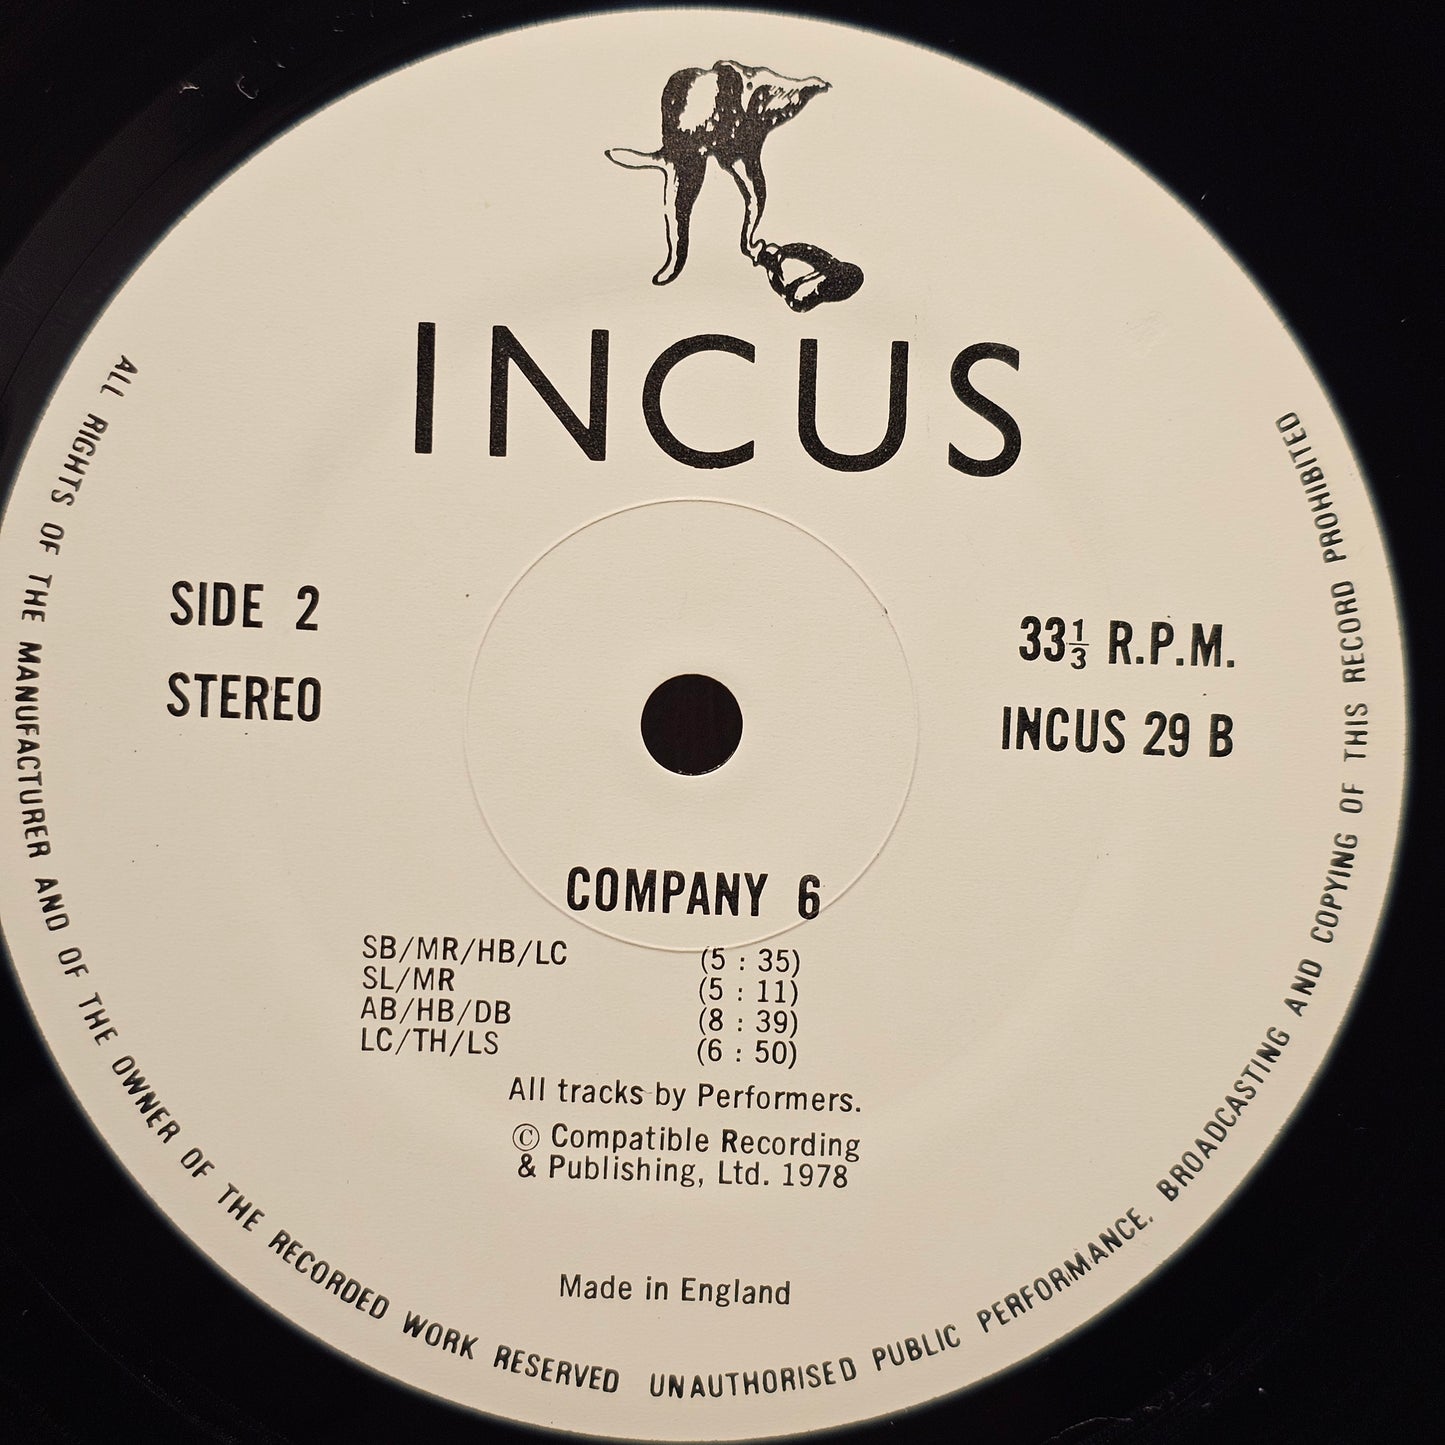 INCUS
SIDE 2
STEREO
33⅓ R.P.M.
INCUS 29 B
COMPANY 6
SB/MR/HB/LC (5 : 35)
SL/MR (5 : 11)
AB/HB/DB (8 : 39)
LC/TH/LS (6 : 50)
All tracks by Performers.
© Compatible Recording
& Publishing, Ltd. 1978
Made in England
ALL RIGHTS OF THE MANUFACTURER AND OF THE OWNER OF THE RECORDED WORK RESERVED UNAUTHORISED PUBLIC PERFORMANCE. BROADCASTING AND COPYING OF THIS RECORD PROHIBITED